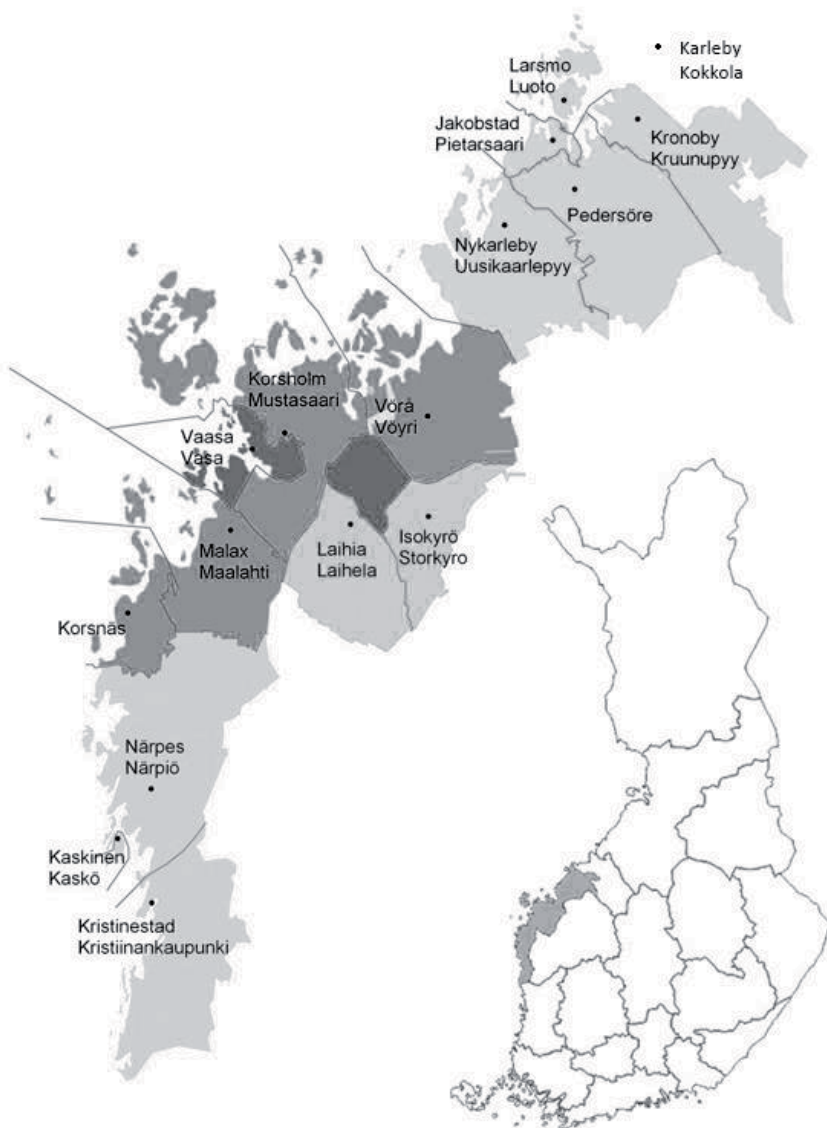 Karleby
Kokkola
Larsmo
Luoto
Jakobstad
Pietarsaari
Kronoby
Kruunupyy
Pedersöre
Nykarleby
Uusikaarlepyy
Korsholm
Mustasaari
Vörå
Vöyri
Vaasa
Vasa
Malax
Maalahti
Laihia
Laihela
Isokyrö
Storkyro
Korsnäs
Närpes
Närpiö
Kaskinen
Kaskö
Kristinestad
Kristiinankaupunki